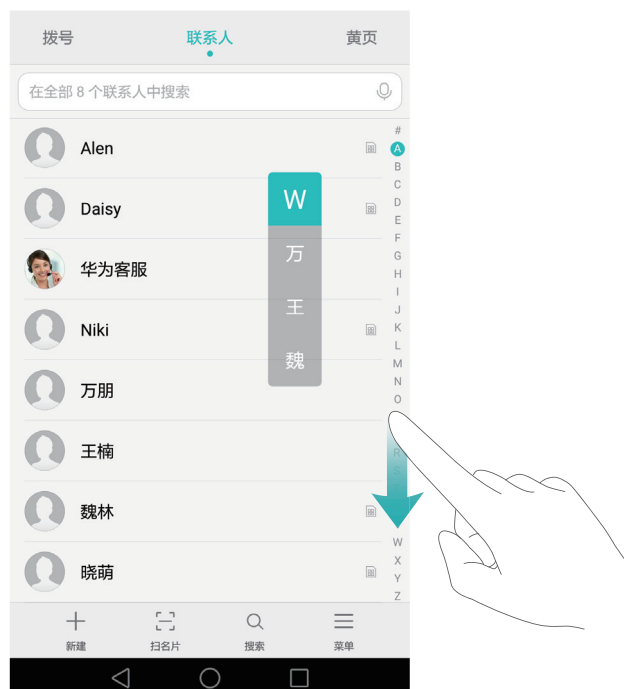 拨号 联系人 黄页
在全部 8 个联系人中搜索
Alen
Daisy
华为客服
Niki
万朋
王楠
魏林
晓萌
W
万
王
魏
#
A
B
C
D
E
F
G
H
I
J
K
L
M
N
O
R
S
W
X
Y
Z
新建 扫名片 搜索 菜单